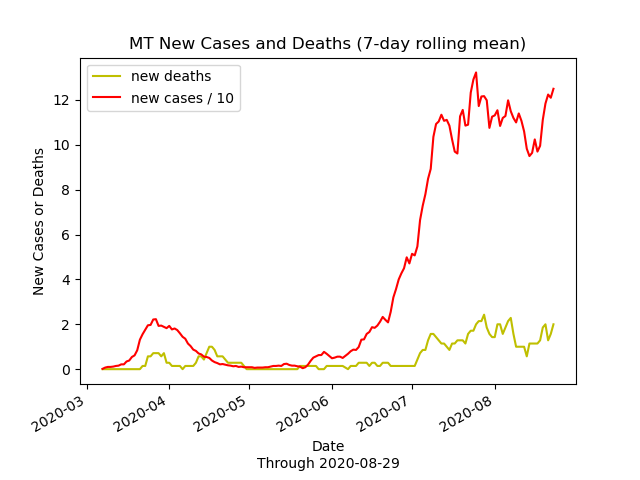 MT New Cases and Deaths (7-day rolling mean)
new deaths
new cases / 10
New Cases or Deaths
12
10
8
6
4
2
0
2020-03
2020-04
2020-05
2020-06
2020-07
2020-08
Date
Through 2020-08-29